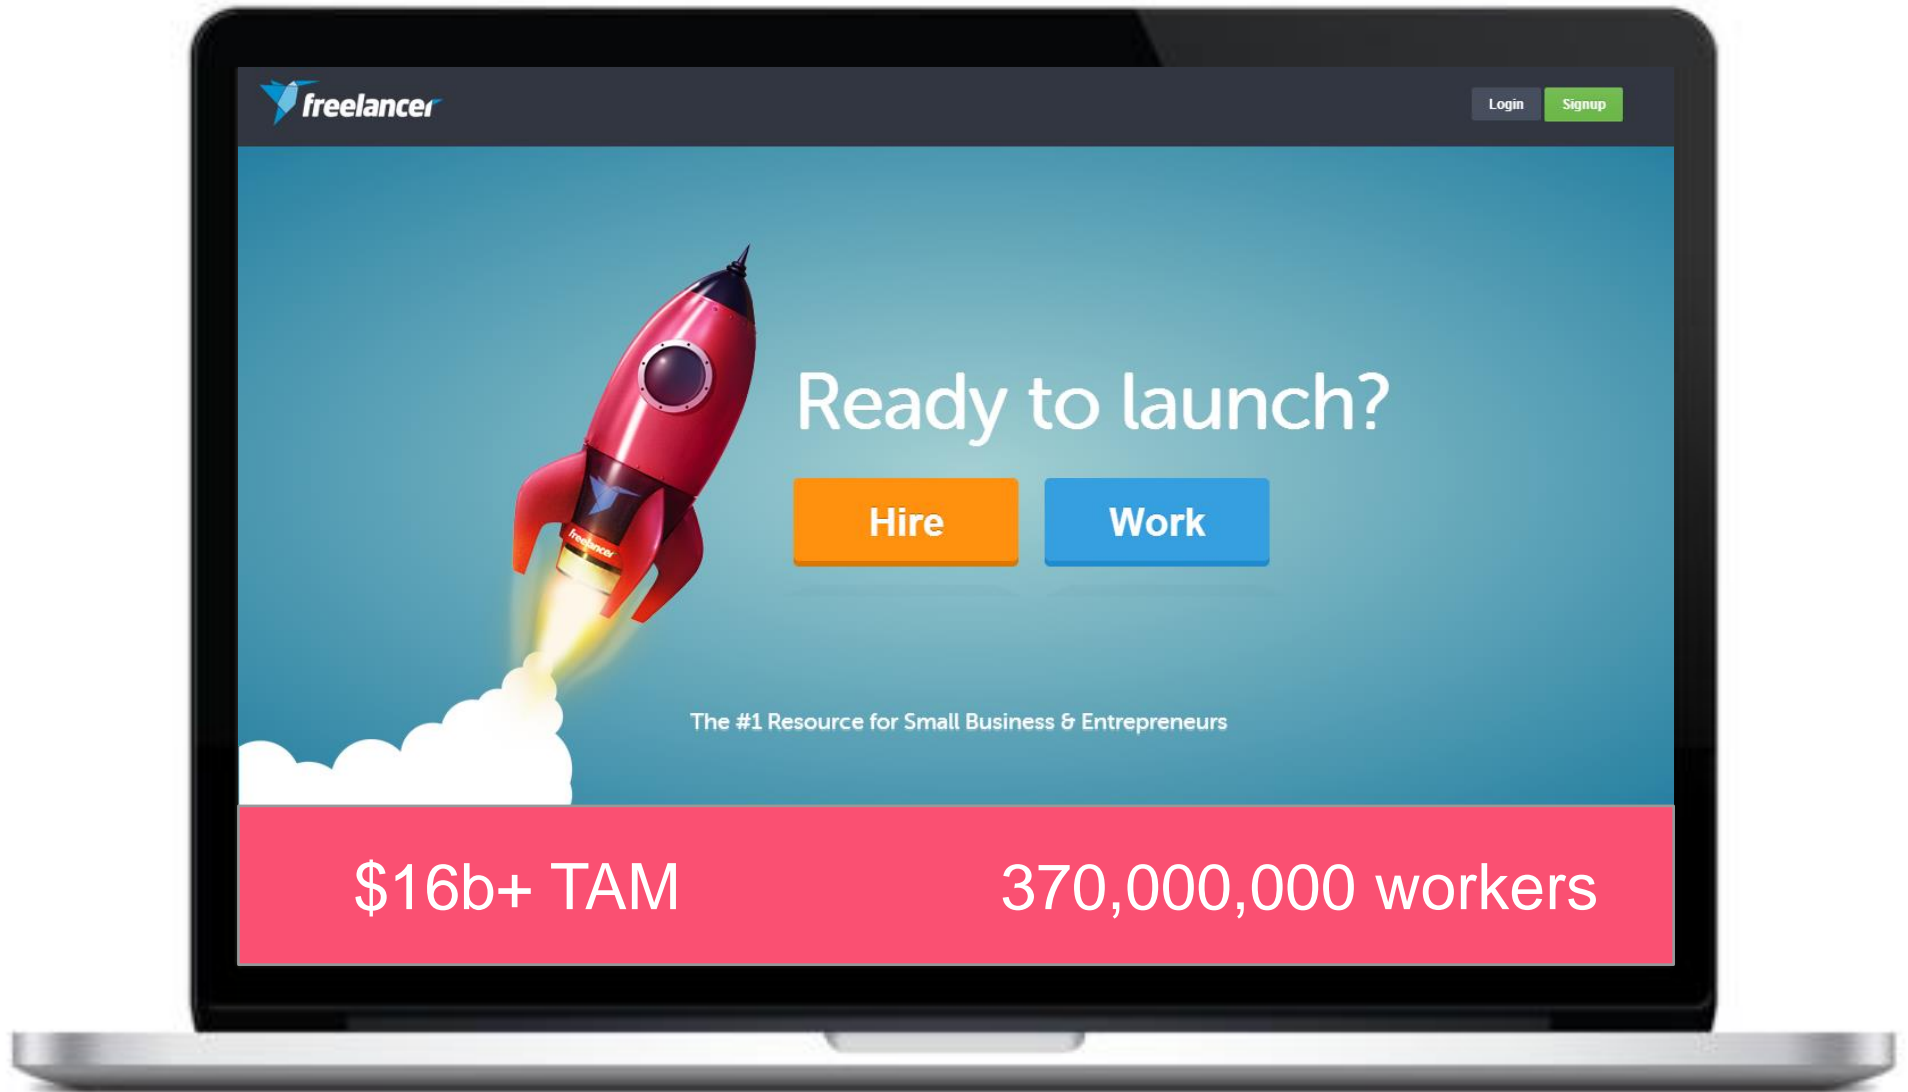 freelancer
Login
Signup
Ready to launch?
Hire
Work
freelancer
The #1 Resource for Small Business & Entrepreneurs
$16b+ TAM
370,000,000 workers